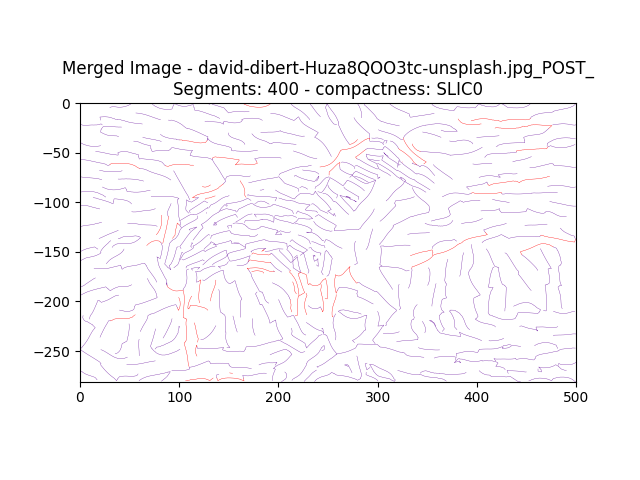 Merged Image - david-dibert-Huza8QOO3tc-unsplash.jpg_POST_
Segments: 400 - compactness: SLIC0
0
−50
−100
−150
−200
−250
0 100 200 300 400 500